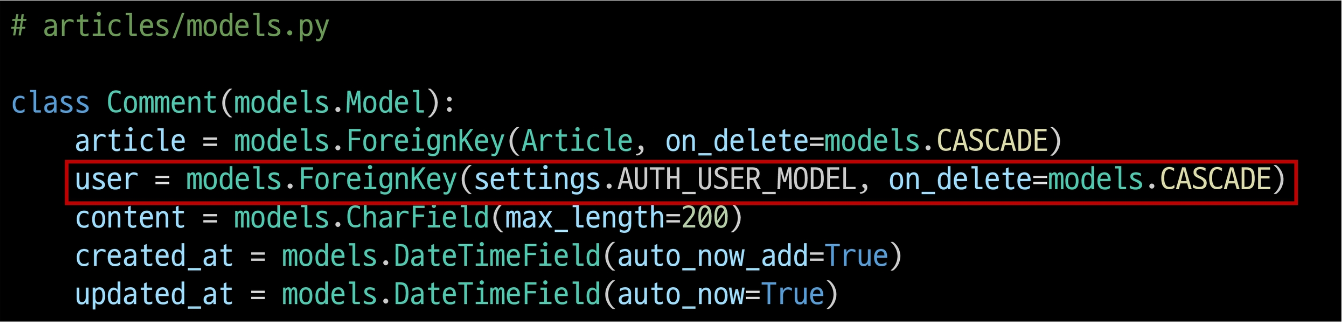 # articles/models.py
class Comment(models.Model):
    article = models.ForeignKey(Article, on_delete=models.CASCADE)
    user = models.ForeignKey(settings.AUTH_USER_MODEL, on_delete=models.CASCADE)
    content = models.CharField(max_length=200)
    created_at = models.DateTimeField(auto_now_add=True)
    updated_at = models.DateTimeField(auto_now=True)